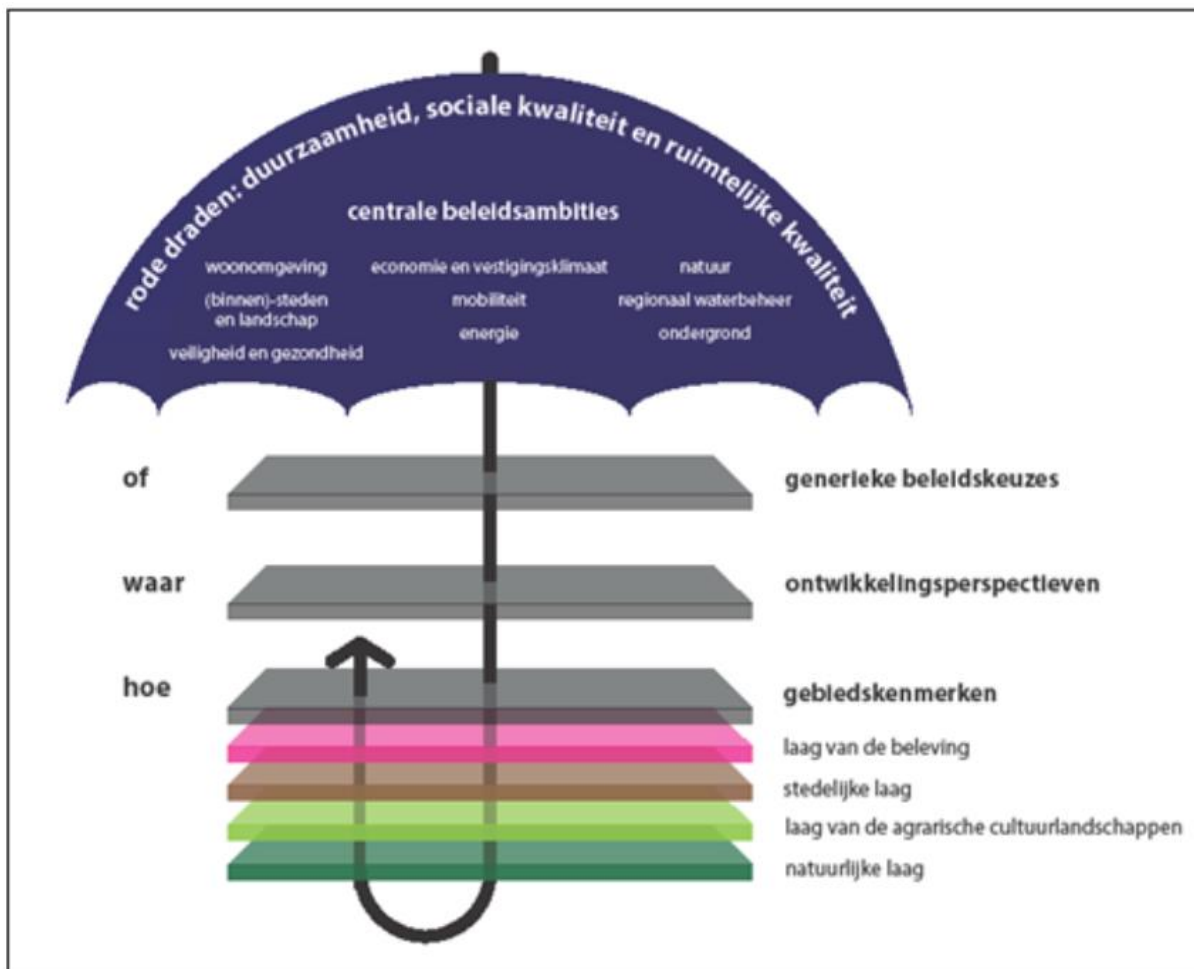 rode draden: duurzaamheid, sociale kwaliteit en ruimtelijke kwaliteit
centrale beleidsambities
woonomgeving
(binnen)-steden
en landschap
veiligheid en gezondheid
economie en vestigingsklimaat
mobiliteit
energie
natuur
regionaal waterbeheer
ondergrond
of
generieke beleidskeuzes
waar
ontwikkelingsperspectieven
hoe
gebiedskenmerken
laag van de beleving
stedelijke laag
laag van de agrarische cultuurlandschappen
natuurlijke laag